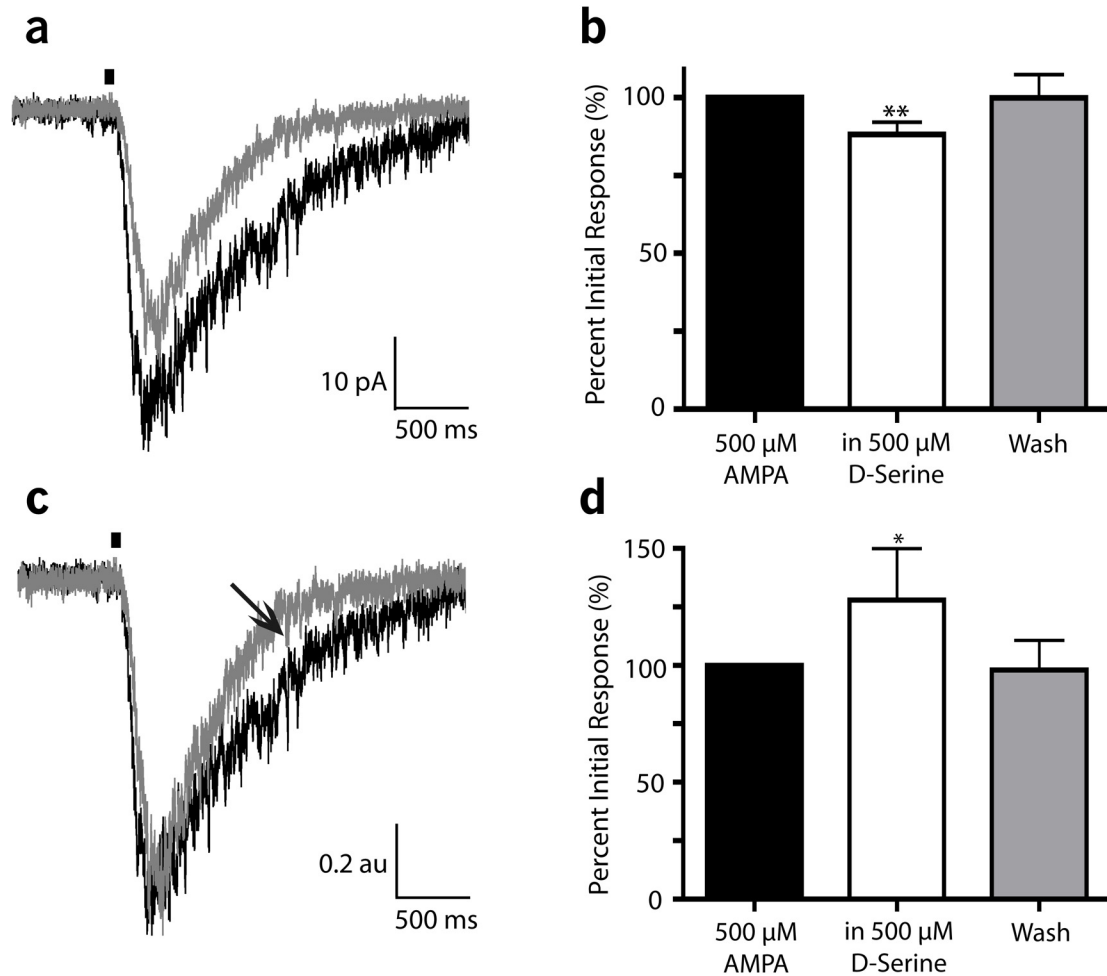 a
10 pA
500 ms
b
Percent Initial Response (%)
100
50
0
500 µM
AMPA
in 500 µM
D-Serine
Wash
**
c
0.2 au
500 ms
d
Percent Initial Response (%)
150
100
50
0
500 µM
AMPA
in 500 µM
D-Serine
Wash
*